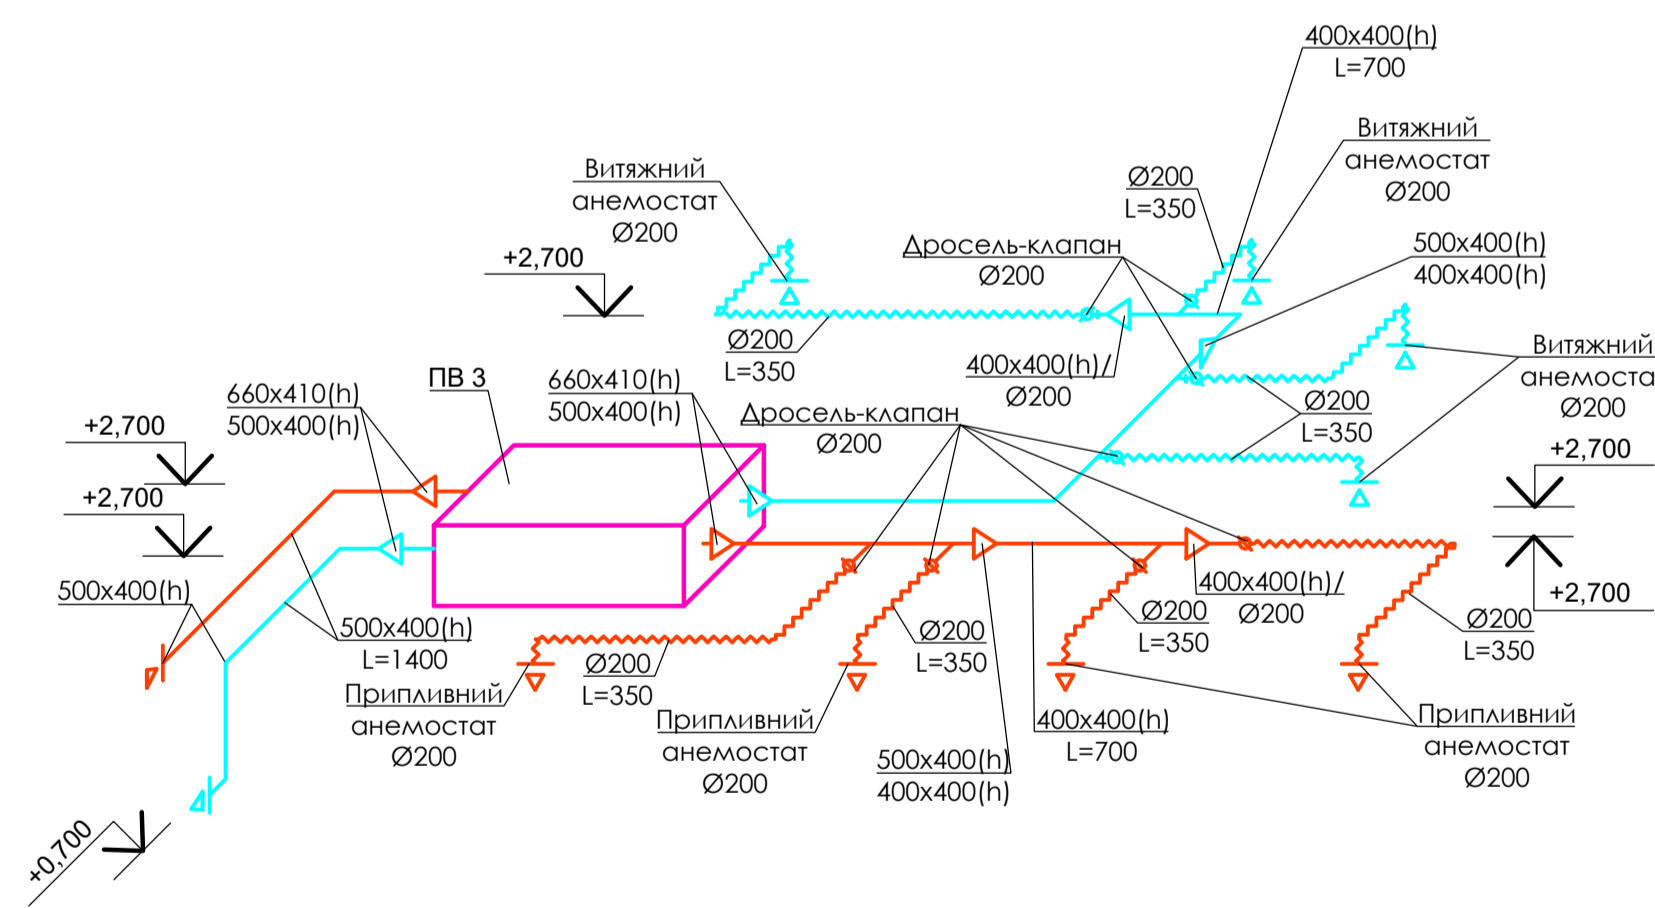 400x400(h)
L=700
Витяжний
анемостат
Ø200
Витяжний
анемостат
Ø200
Ø200
L=350
Дросель-клапан
Ø200
500x400(h)
400x400(h)
+2,700
Ø200
L=350
400x400(h)/
Ø200
Витяжний
анемоста
Ø200
ПВ 3
660x410(h)
500x400(h)
660x410(h)
500x400(h)
Дросель-клапан
Ø200
Ø200
L=350
+2,700
+2,700
+2,700
+2,700
500x400(h)
500x400(h)
L=1400
400x400(h)/
Ø200
Ø200
L=350
Ø200
L=350
Ø200
L=350
Ø200
L=350
Припливний
анемостат
Ø200
Припливний
анемостат
Ø200
400x400(h)
L=700
Припливний
анемостат
Ø200
500x400(h)
400x400(h)
+0,700